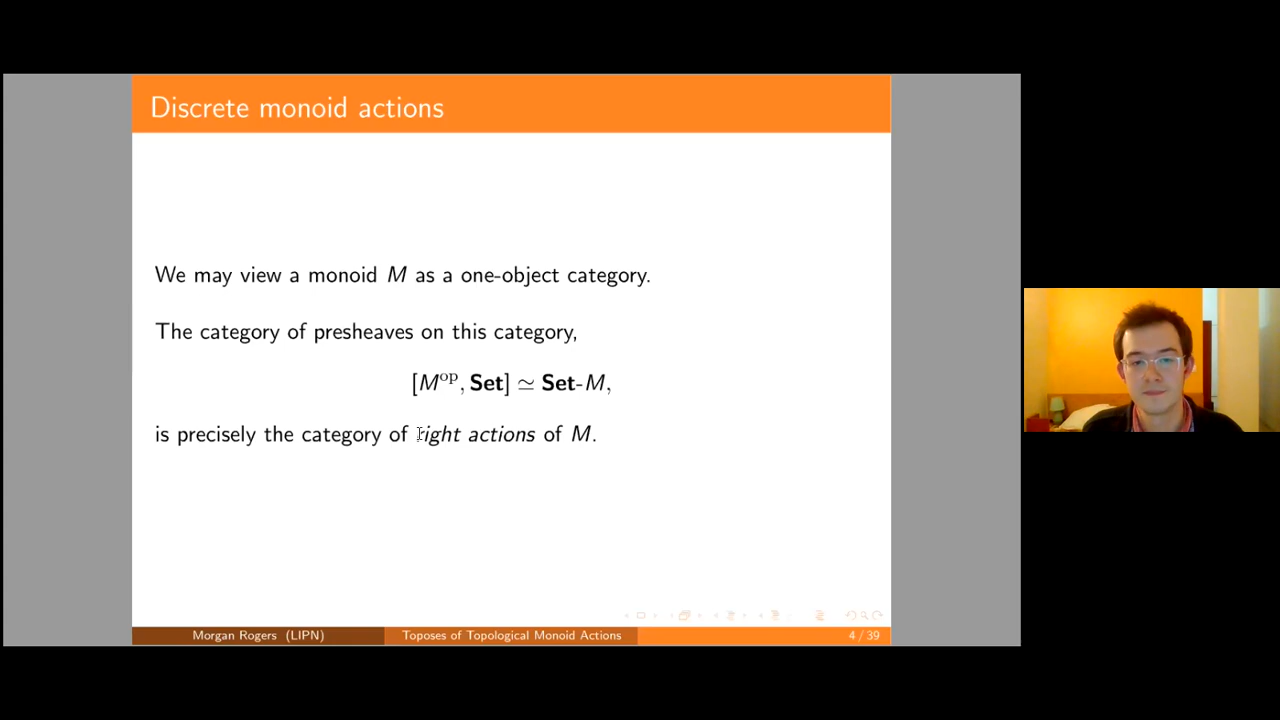 Discrete monoid actions
We may view a monoid M as a one-object category.
The category of presheaves on this category,
[M^op, Set] ≃ Set-M,
is precisely the category of right actions of M.
Morgan Rogers (LIPN) Toposes of Topological Monoid Actions 4 / 39